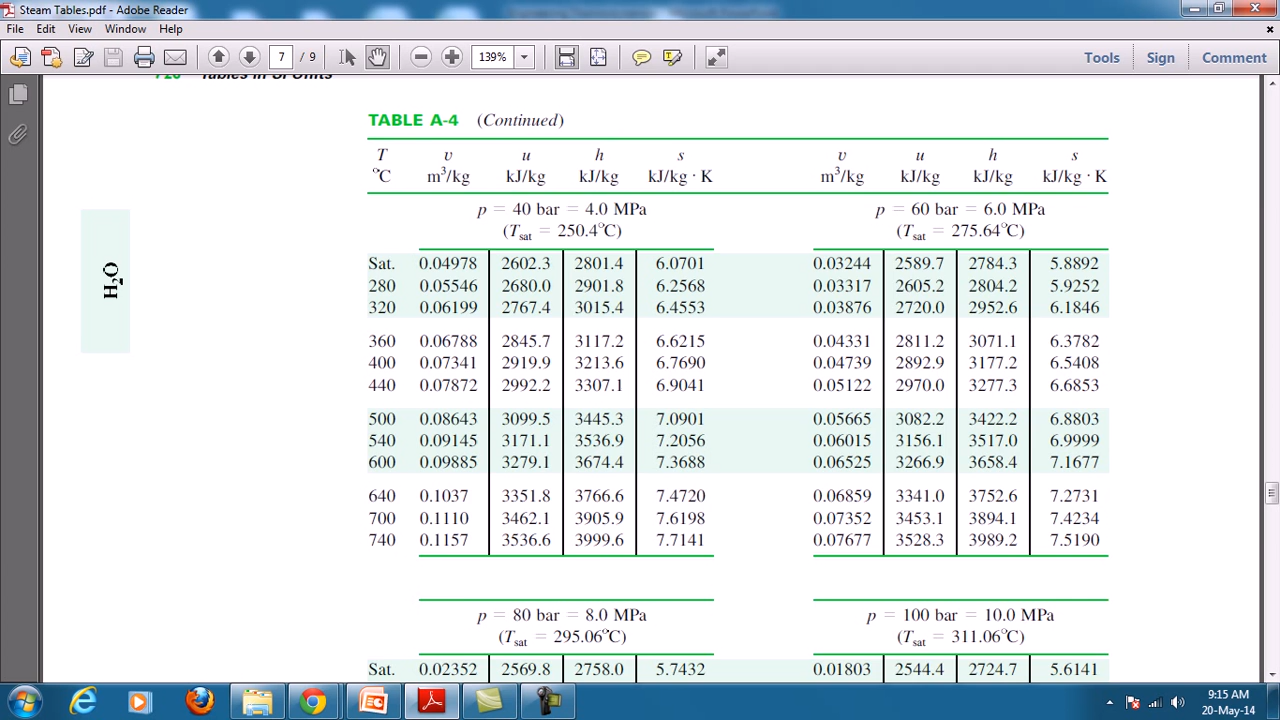 Steam Tables.pdf - Adobe Reader
File Edit View Window Help
7 / 9 139% Tools Sign Comment
Tables in SI Units
TABLE A-4 (Continued)
T v u h s v u h s
°C m³/kg kJ/kg kJ/kg kJ/kg · K m³/kg kJ/kg kJ/kg kJ/kg · K
p = 40 bar = 4.0 MPa p = 60 bar = 6.0 MPa
(Tsat = 250.4°C) (Tsat = 275.64°C)
Sat. 0.04978 2602.3 2801.4 6.0701 0.03244 2589.7 2784.3 5.8892
280 0.05546 2680.0 2901.8 6.2568 0.03317 2605.2 2804.2 5.9252
320 0.06199 2767.4 3015.4 6.4553 0.03876 2720.0 2952.6 6.1846
360 0.06788 2845.7 3117.2 6.6215 0.04331 2811.2 3071.1 6.3782
400 0.07341 2919.9 3213.6 6.7690 0.04739 2892.9 3177.2 6.5408
440 0.07872 2992.2 3307.1 6.9041 0.05122 2970.0 3277.3 6.6853
500 0.08643 3099.5 3445.3 7.0901 0.05665 3082.2 3422.2 6.8803
540 0.09145 3171.1 3536.9 7.2056 0.06015 3156.1 3517.0 6.9999
600 0.09885 3279.1 3674.4 7.3688 0.06525 3266.9 3658.4 7.1677
640 0.1037 3351.8 3766.6 7.4720 0.06859 3341.0 3752.6 7.2731
700 0.1110 3462.1 3905.9 7.6198 0.07352 3453.1 3894.1 7.4234
740 0.1157 3536.6 3999.6 7.7141 0.07677 3528.3 3989.2 7.5190
p = 80 bar = 8.0 MPa p = 100 bar = 10.0 MPa
(Tsat = 295.06°C) (Tsat = 311.06°C)
Sat. 0.02352 2569.8 2758.0 5.7432 0.01803 2544.4 2724.7 5.6141
H₂O
9:15 AM
20-May-14